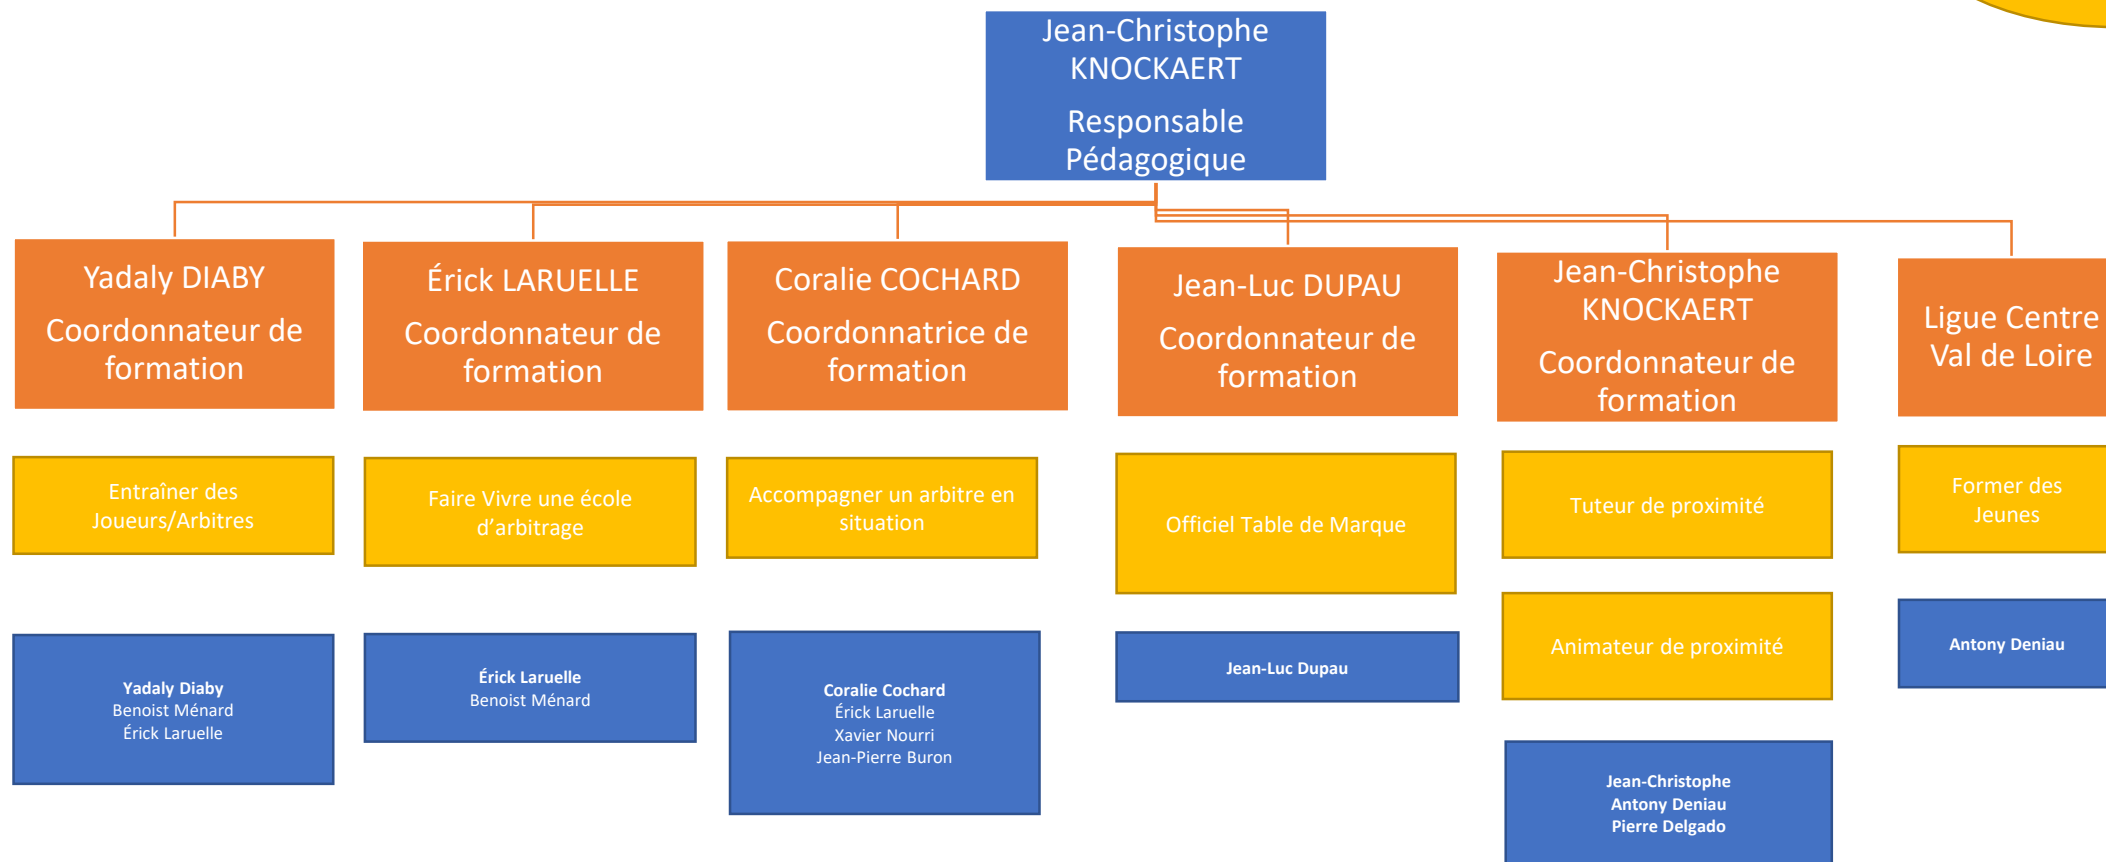 Jean-Christophe
KNOCKAERT
Responsable
Pédagogique
Yadaly DIABY
Coordonnateur de
formation
Érick LARUELLE
Coordonnateur de
formation
Coralie COCHARD
Coordonnatrice de
formation
Jean-Luc DUPAU
Coordonnateur de
formation
Jean-Christophe
KNOCKAERT
Coordonnateur de
formation
Ligue Centre
Val de Loire
Entraîner des
Joueurs/Arbitres
Faire Vivre une école
d’arbitrage
Accompagner un arbitre en
situation
Officiel Table de Marque
Tuteur de proximité
Animateur de proximité
Former des
Jeunes
Yadaly Diaby
Benoist Ménard
Érick Laruelle
Érick Laruelle
Benoist Ménard
Coralie Cochard
Érick Laruelle
Xavier Nourri
Jean-Pierre Buron
Jean-Luc Dupau
Jean-Christophe
Antony Deniau
Pierre Delgado
Antony Deniau